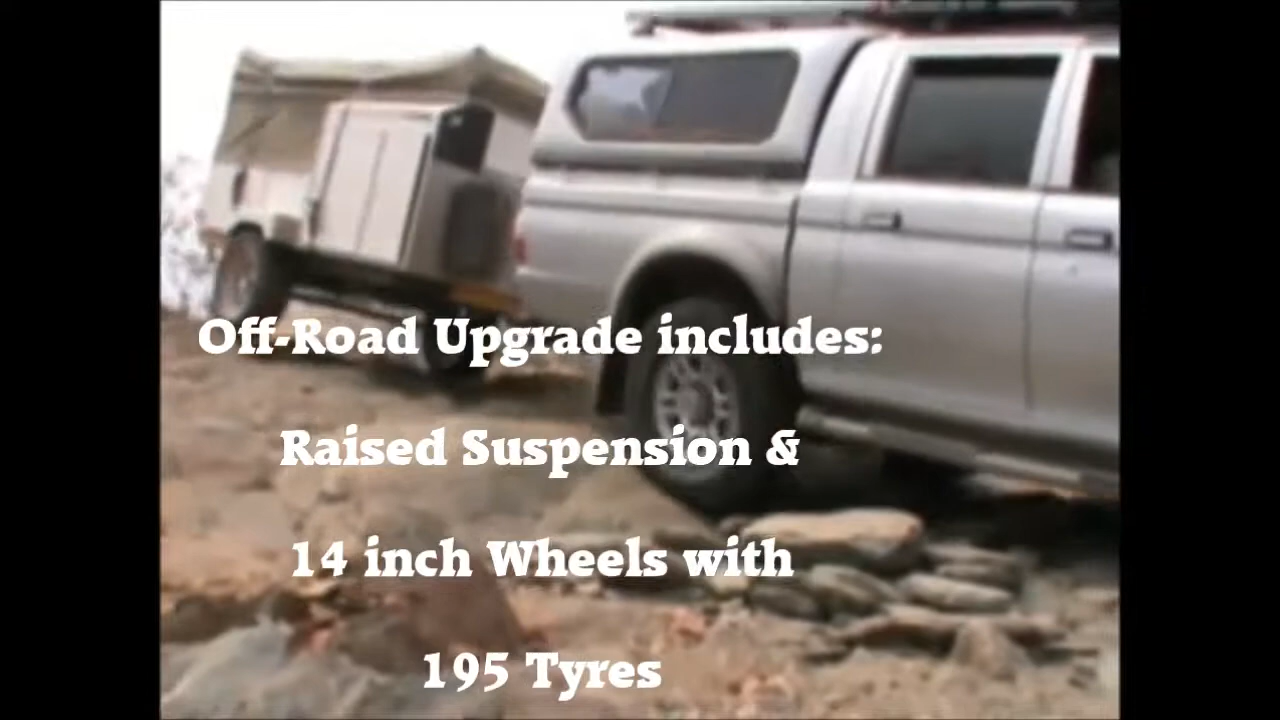 Off-Road Upgrade includes:
Raised Suspension &
14 inch Wheels with
195 Tyres